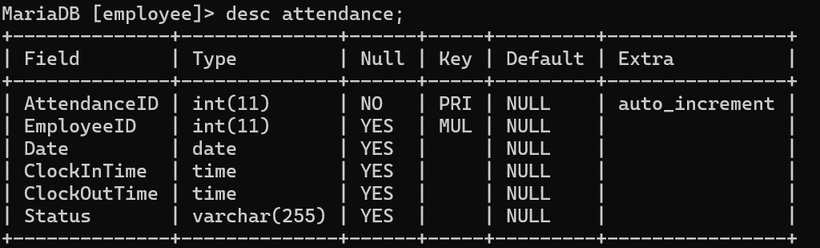 MariaDB [employee]> desc attendance;
+--------------+--------------+------+-----+---------+----------------+
| Field        | Type         | Null | Key | Default | Extra          |
+--------------+--------------+------+-----+---------+----------------+
| AttendanceID | int(11)      | NO   | PRI | NULL    | auto_increment |
| EmployeeID   | int(11)      | YES  | MUL | NULL    |                |
| Date         | date         | YES  |     | NULL    |                |
| ClockInTime  | time         | YES  |     | NULL    |                |
| ClockOutTime | time         | YES  |     | NULL    |                |
| Status       | varchar(255) | YES  |     | NULL    |                |
+--------------+--------------+------+-----+---------+----------------+